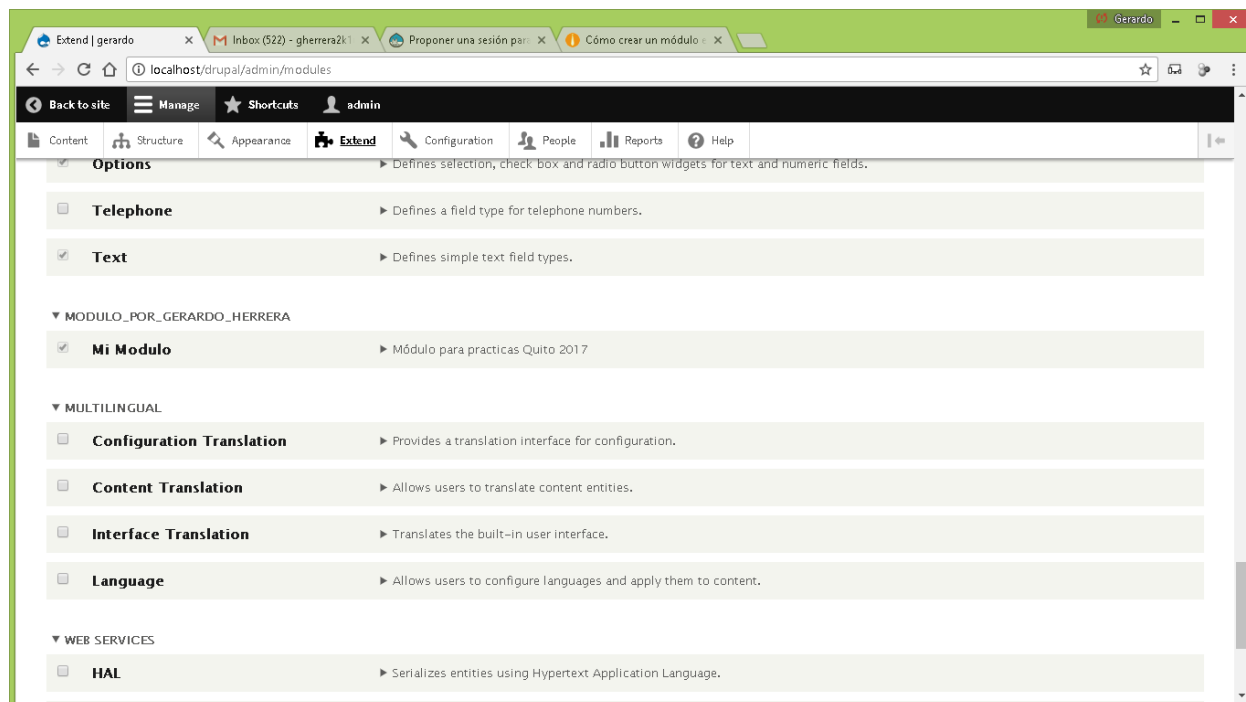 Gerardo
Extend | gerardo
Inbox (522) - gherrera2k1
Proponer una sesión para
Cómo crear un módulo e
localhost/drupal/admin/modules
Back to site Manage Shortcuts admin
Content Structure Appearance Extend Configuration People Reports Help
Options Defines selection, check box and radio button widgets for text and numeric fields.
Telephone Defines a field type for telephone numbers.
Text Defines simple text field types.
MODULO_POR_GERARDO_HERRERA
Mi Modulo Módulo para practicas Quito 2017
MULTILINGUAL
Configuration Translation Provides a translation interface for configuration.
Content Translation Allows users to translate content entities.
Interface Translation Translates the built-in user interface.
Language Allows users to configure languages and apply them to content.
WEB SERVICES
HAL Serializes entities using Hypertext Application Language.